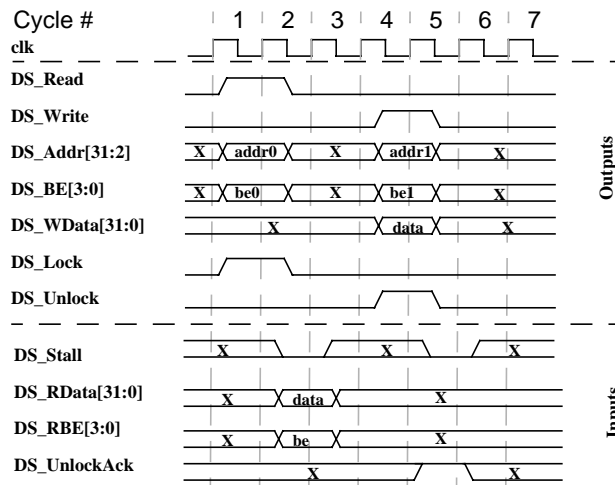 Cycle # 1 2 3 4 5 6 7
clk
DS_Read
DS_Write
DS_Addr[31:2] X addr0 X addr1 X
DS_BE[3:0] X be0 X be1 X
DS_WData[31:0] X data X
DS_Lock
DS_Unlock
Outputs
DS_Stall X X X
DS_RData[31:0] X data X
DS_RBE[3:0] X be X
DS_UnlockAck X X
Inputs